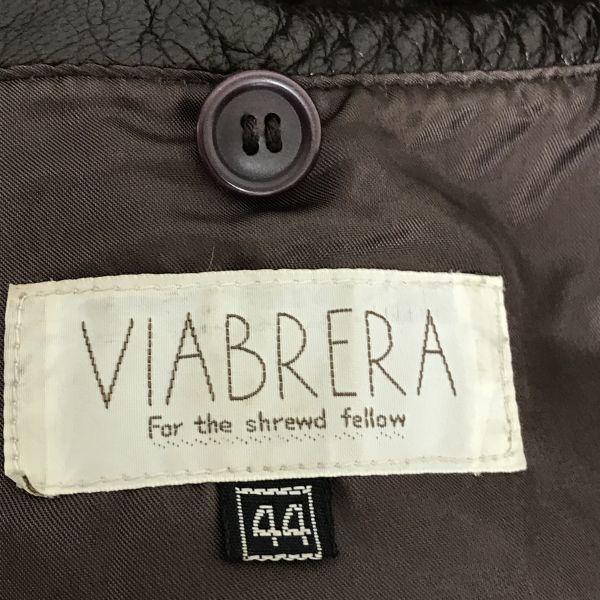 VIABRERA
For the shrewd fellow
44